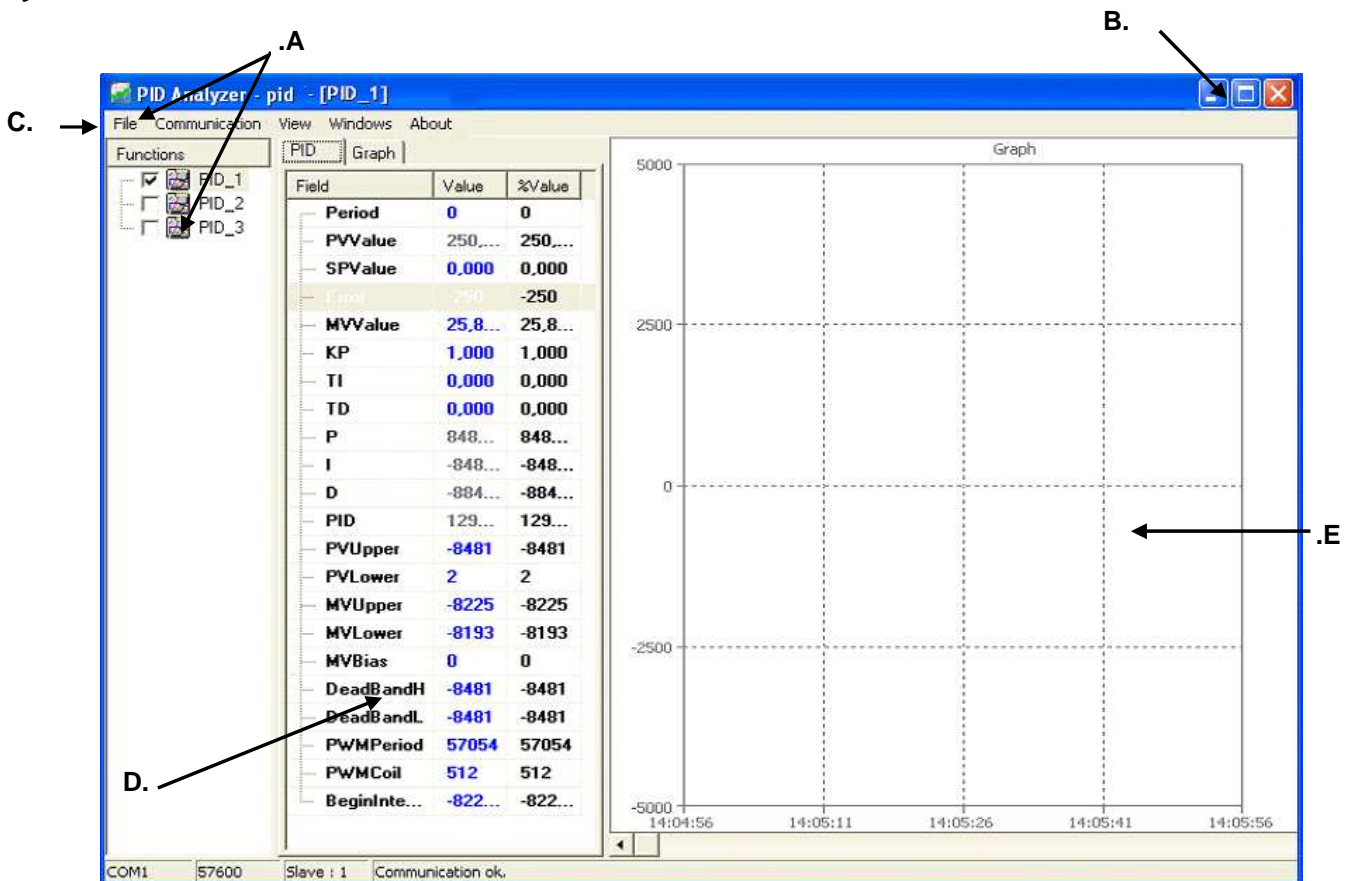 .A
B.
PID Analyzer - pid - [PID_1]
C.
File Communication View Windows About
Functions
PID_1
PID_2
PID_3
PID Graph
Field Value %Value
Period 0 0
PVValue 250,... 250,...
SPValue 0,000 0,000
Error -250 -250
MVValue 25,8... 25,8...
KP 1,000 1,000
TI 0,000 0,000
TD 0,000 0,000
P 848... 848...
I -848... -848...
D -884... -884...
PID 129... 129...
PVUpper -8481 -8481
PVLower 2 2
MVUpper -8225 -8225
MVLower -8193 -8193
MVBias 0 0
DeadBandH -8481 -8481
DeadBandL -8481 -8481
PWMPeriod 57054 57054
PWMCoil 512 512
BeginInte... -822... -822...
D.
Graph
5000
2500
0
-2500
-5000
14:04:56 14:05:11 14:05:26 14:05:41 14:05:56
.E
COM1 57600 Slave : 1 Communication ok.